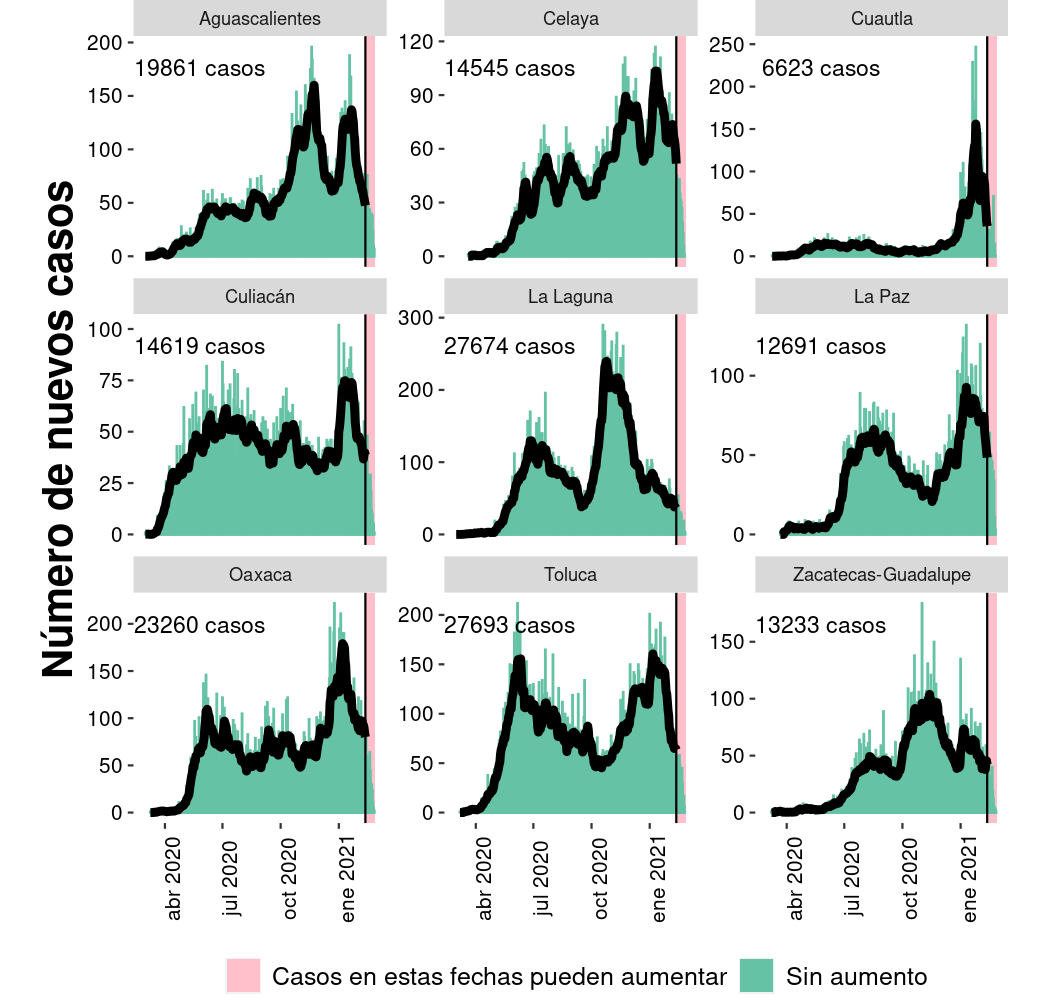 Número de nuevos casos
Aguascalientes
19861 casos
200
150
100
50
0
Celaya
14545 casos
120
90
60
30
0
Cuautla
6623 casos
250
200
150
100
50
0
Culiacán
14619 casos
100
75
50
25
0
La Laguna
27674 casos
300
200
100
0
La Paz
12691 casos
100
50
0
Oaxaca
23260 casos
200
150
100
50
0
Toluca
27693 casos
200
150
100
50
0
Zacatecas-Guadalupe
13233 casos
150
100
50
0
abr 2020
jul 2020
oct 2020
ene 2021
abr 2020
jul 2020
oct 2020
ene 2021
abr 2020
jul 2020
oct 2020
ene 2021
Casos en estas fechas pueden aumentar
Sin aumento